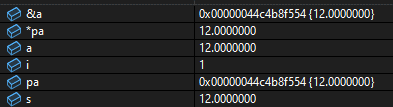 &a 0x00000044c4b8f554 {12.0000000}
*pa 12.0000000
a 12.0000000
i 1
pa 0x00000044c4b8f554 {12.0000000}
s 12.0000000